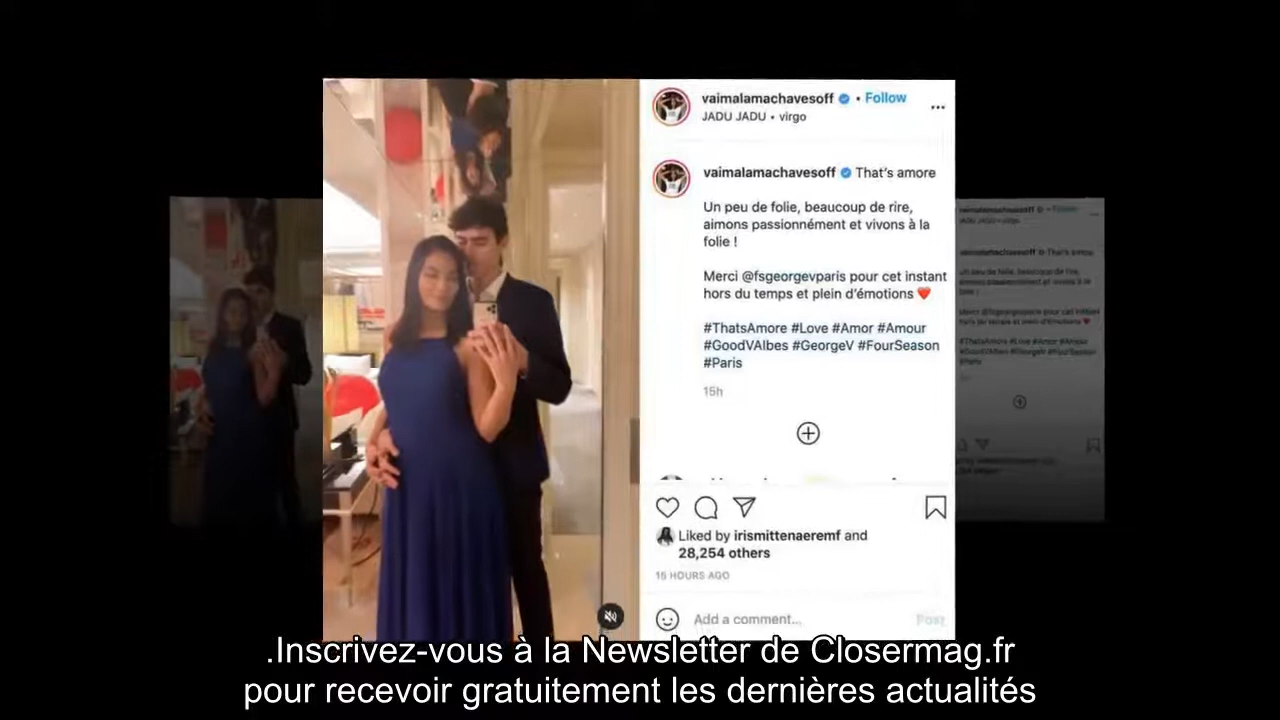 vaimalamachavesoff • Follow
JADU JADU • virgo
vaimalamachavesoff That's amore
Un peu de folie, beaucoup de rire,
aimons passionnément et vivons à la
folie !
Merci @fsgeorgevparis pour cet instant
hors du temps et plein d'émotions ❤️
#ThatsAmore #Love #Amor #Amour
#GoodVAIbes #GeorgeV #FourSeason
#Paris
15h
Liked by irismittenaeremf and
28,254 others
15 HOURS AGO
Add a comment...
Post
.Inscrivez-vous à la Newsletter de Closermag.fr
pour recevoir gratuitement les dernières actualités